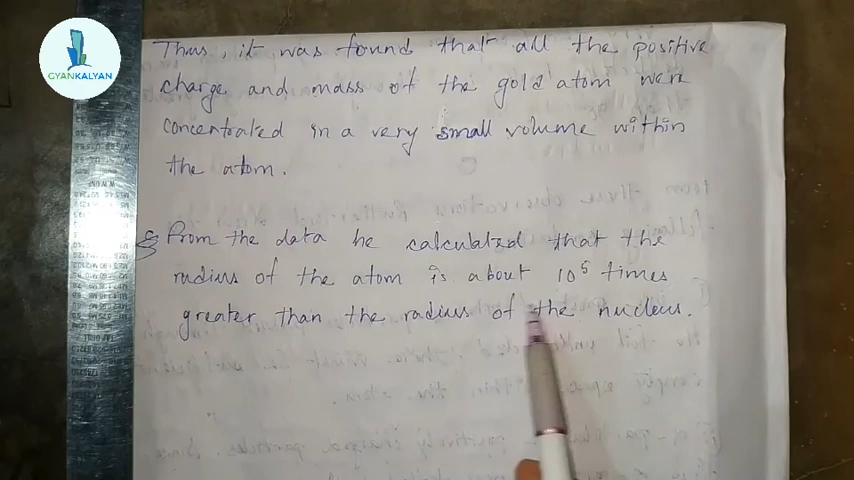 GYANKALYAN
Thus, it was found that all the positive
charge and mass of the gold atom were
concentrated in a very small volume within
the atom.
From the data he calculated that the
radius of the atom is about 10⁵ times
greater than the radius of the nucleus.